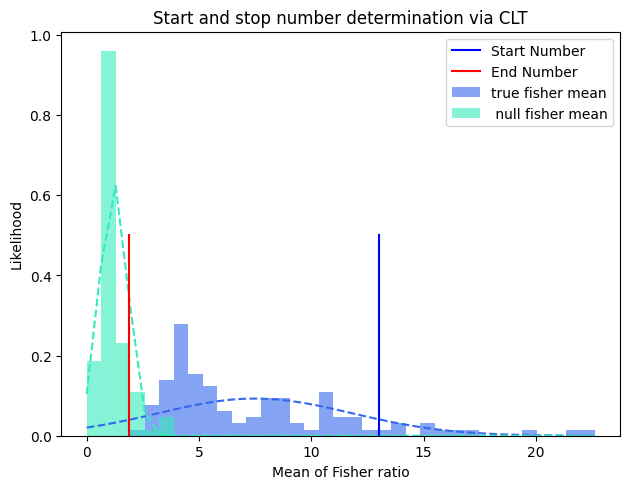 Start and stop number determination via CLT
Start Number
End Number
true fisher mean
null fisher mean
Likelihood
1.0
0.8
0.6
0.4
0.2
0.0
0
5
10
15
20
Mean of Fisher ratio